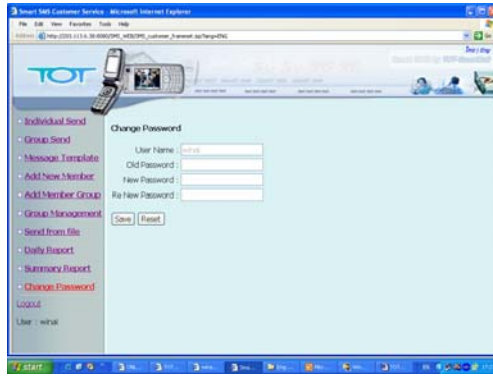 Smart SMS Customer Service - Microsoft Internet Explorer
File Edit View Favorites Tools Help
TOT
Individual Send
Group Send
Message Template
Add New Member
Add Member Group
Group Management
Send from file
Daily Report
Summary Report
Change Password
Logout
User : winai
Change Password
User Name : winai
Old Password :
New Password :
Re New Password :
Save Reset
start